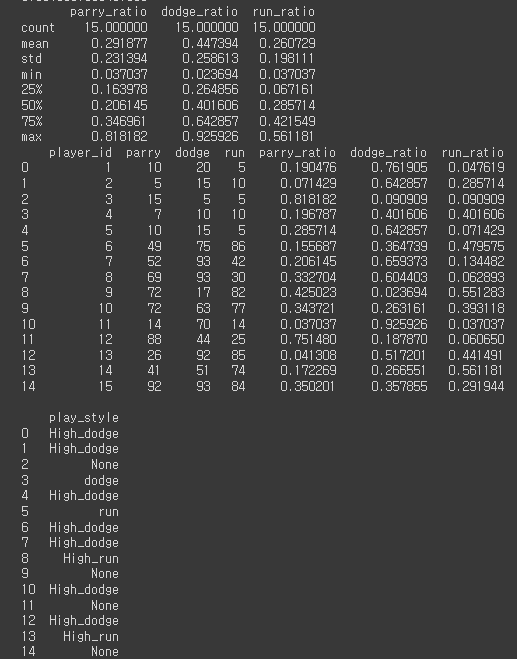 parry_ratio dodge_ratio run_ratio
count 15.000000 15.000000 15.000000
mean 0.291877 0.447394 0.260729
std 0.231394 0.258613 0.198111
min 0.037037 0.023694 0.037037
25% 0.163978 0.264856 0.067161
50% 0.206145 0.401606 0.285714
75% 0.346961 0.642857 0.421549
max 0.818182 0.925926 0.561181
player_id parry dodge run parry_ratio dodge_ratio run_ratio
0 1 10 20 5 0.190476 0.761905 0.047619
1 2 5 15 10 0.071429 0.642857 0.285714
2 3 15 5 5 0.818182 0.090909 0.090909
3 4 7 10 10 0.196787 0.401606 0.401606
4 5 10 15 5 0.285714 0.642857 0.071429
5 6 49 75 86 0.155687 0.364739 0.479575
6 7 52 93 42 0.206145 0.659373 0.134482
7 8 69 93 30 0.332704 0.604403 0.062893
8 9 72 17 82 0.425023 0.023694 0.551283
9 10 72 63 77 0.343721 0.263161 0.393118
10 11 14 70 14 0.037037 0.925926 0.037037
11 12 88 44 25 0.751480 0.187870 0.060650
12 13 26 92 85 0.041308 0.517201 0.441491
13 14 41 51 74 0.172269 0.266551 0.561181
14 15 92 93 84 0.350201 0.357855 0.291944
play_style
0 High_dodge
1 High_dodge
2 None
3 dodge
4 High_dodge
5 run
6 High_dodge
7 High_dodge
8 High_run
9 None
10 High_dodge
11 None
12 High_dodge
13 High_run
14 None